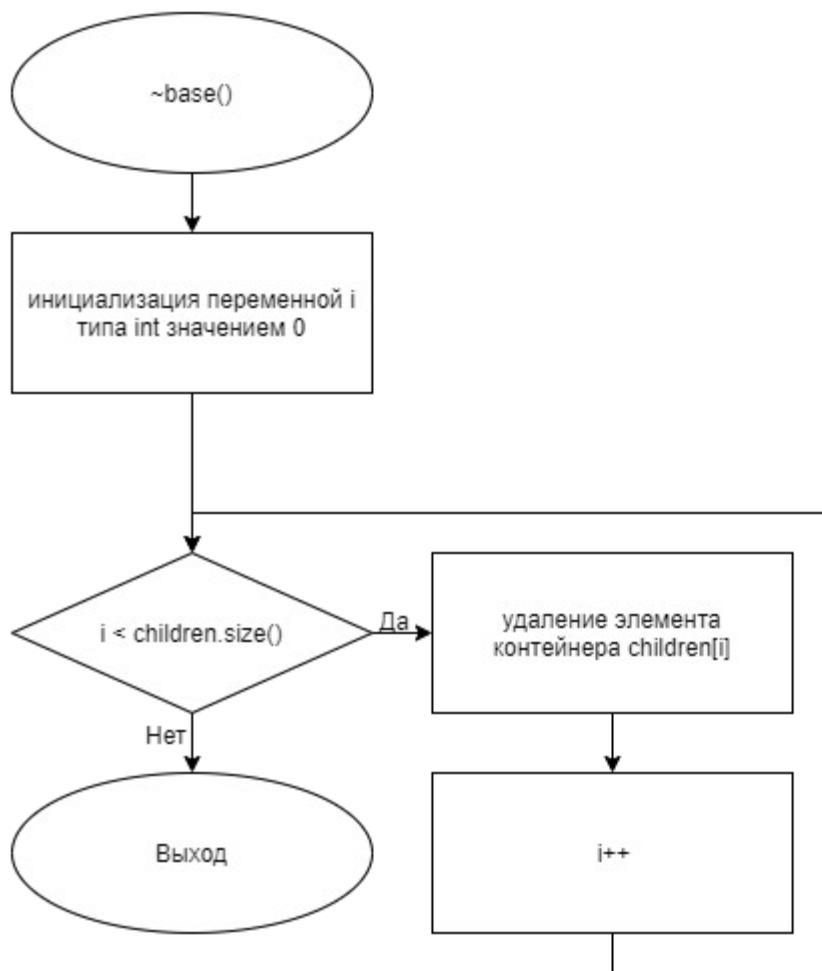 ~base()
инициализация переменной i
типа int значением 0
i < children.size()
Да
удаление элемента
контейнера children[i]
Нет
Выход
i++